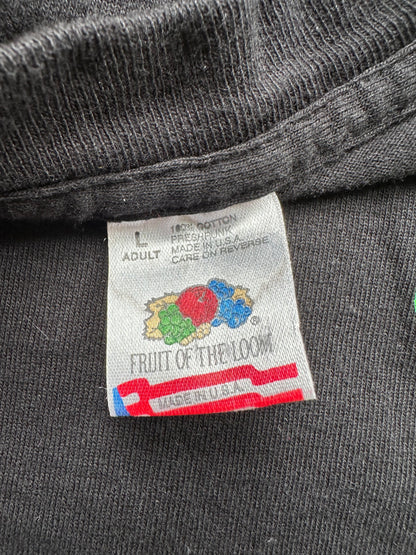 L
ADULT
100% COTTON
PRESHRUNK
MADE IN U.S.A.
CARE ON REVERSE
®
FRUIT OF THE LOOM
MADE IN U.S.A.